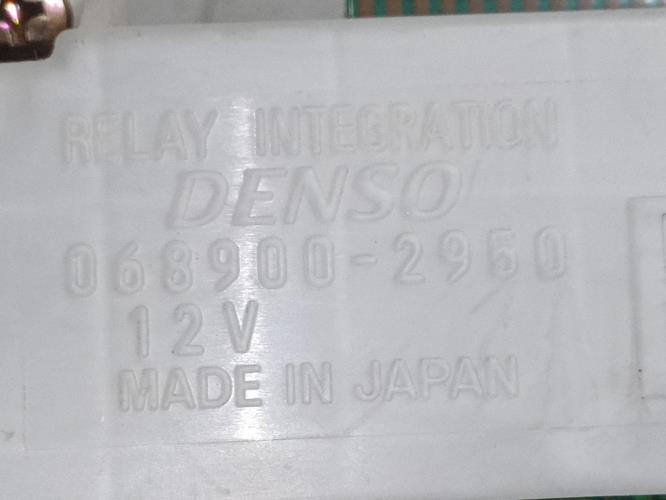 RELAY INTEGRATION
DENSO
068900-2950
12V
MADE IN JAPAN